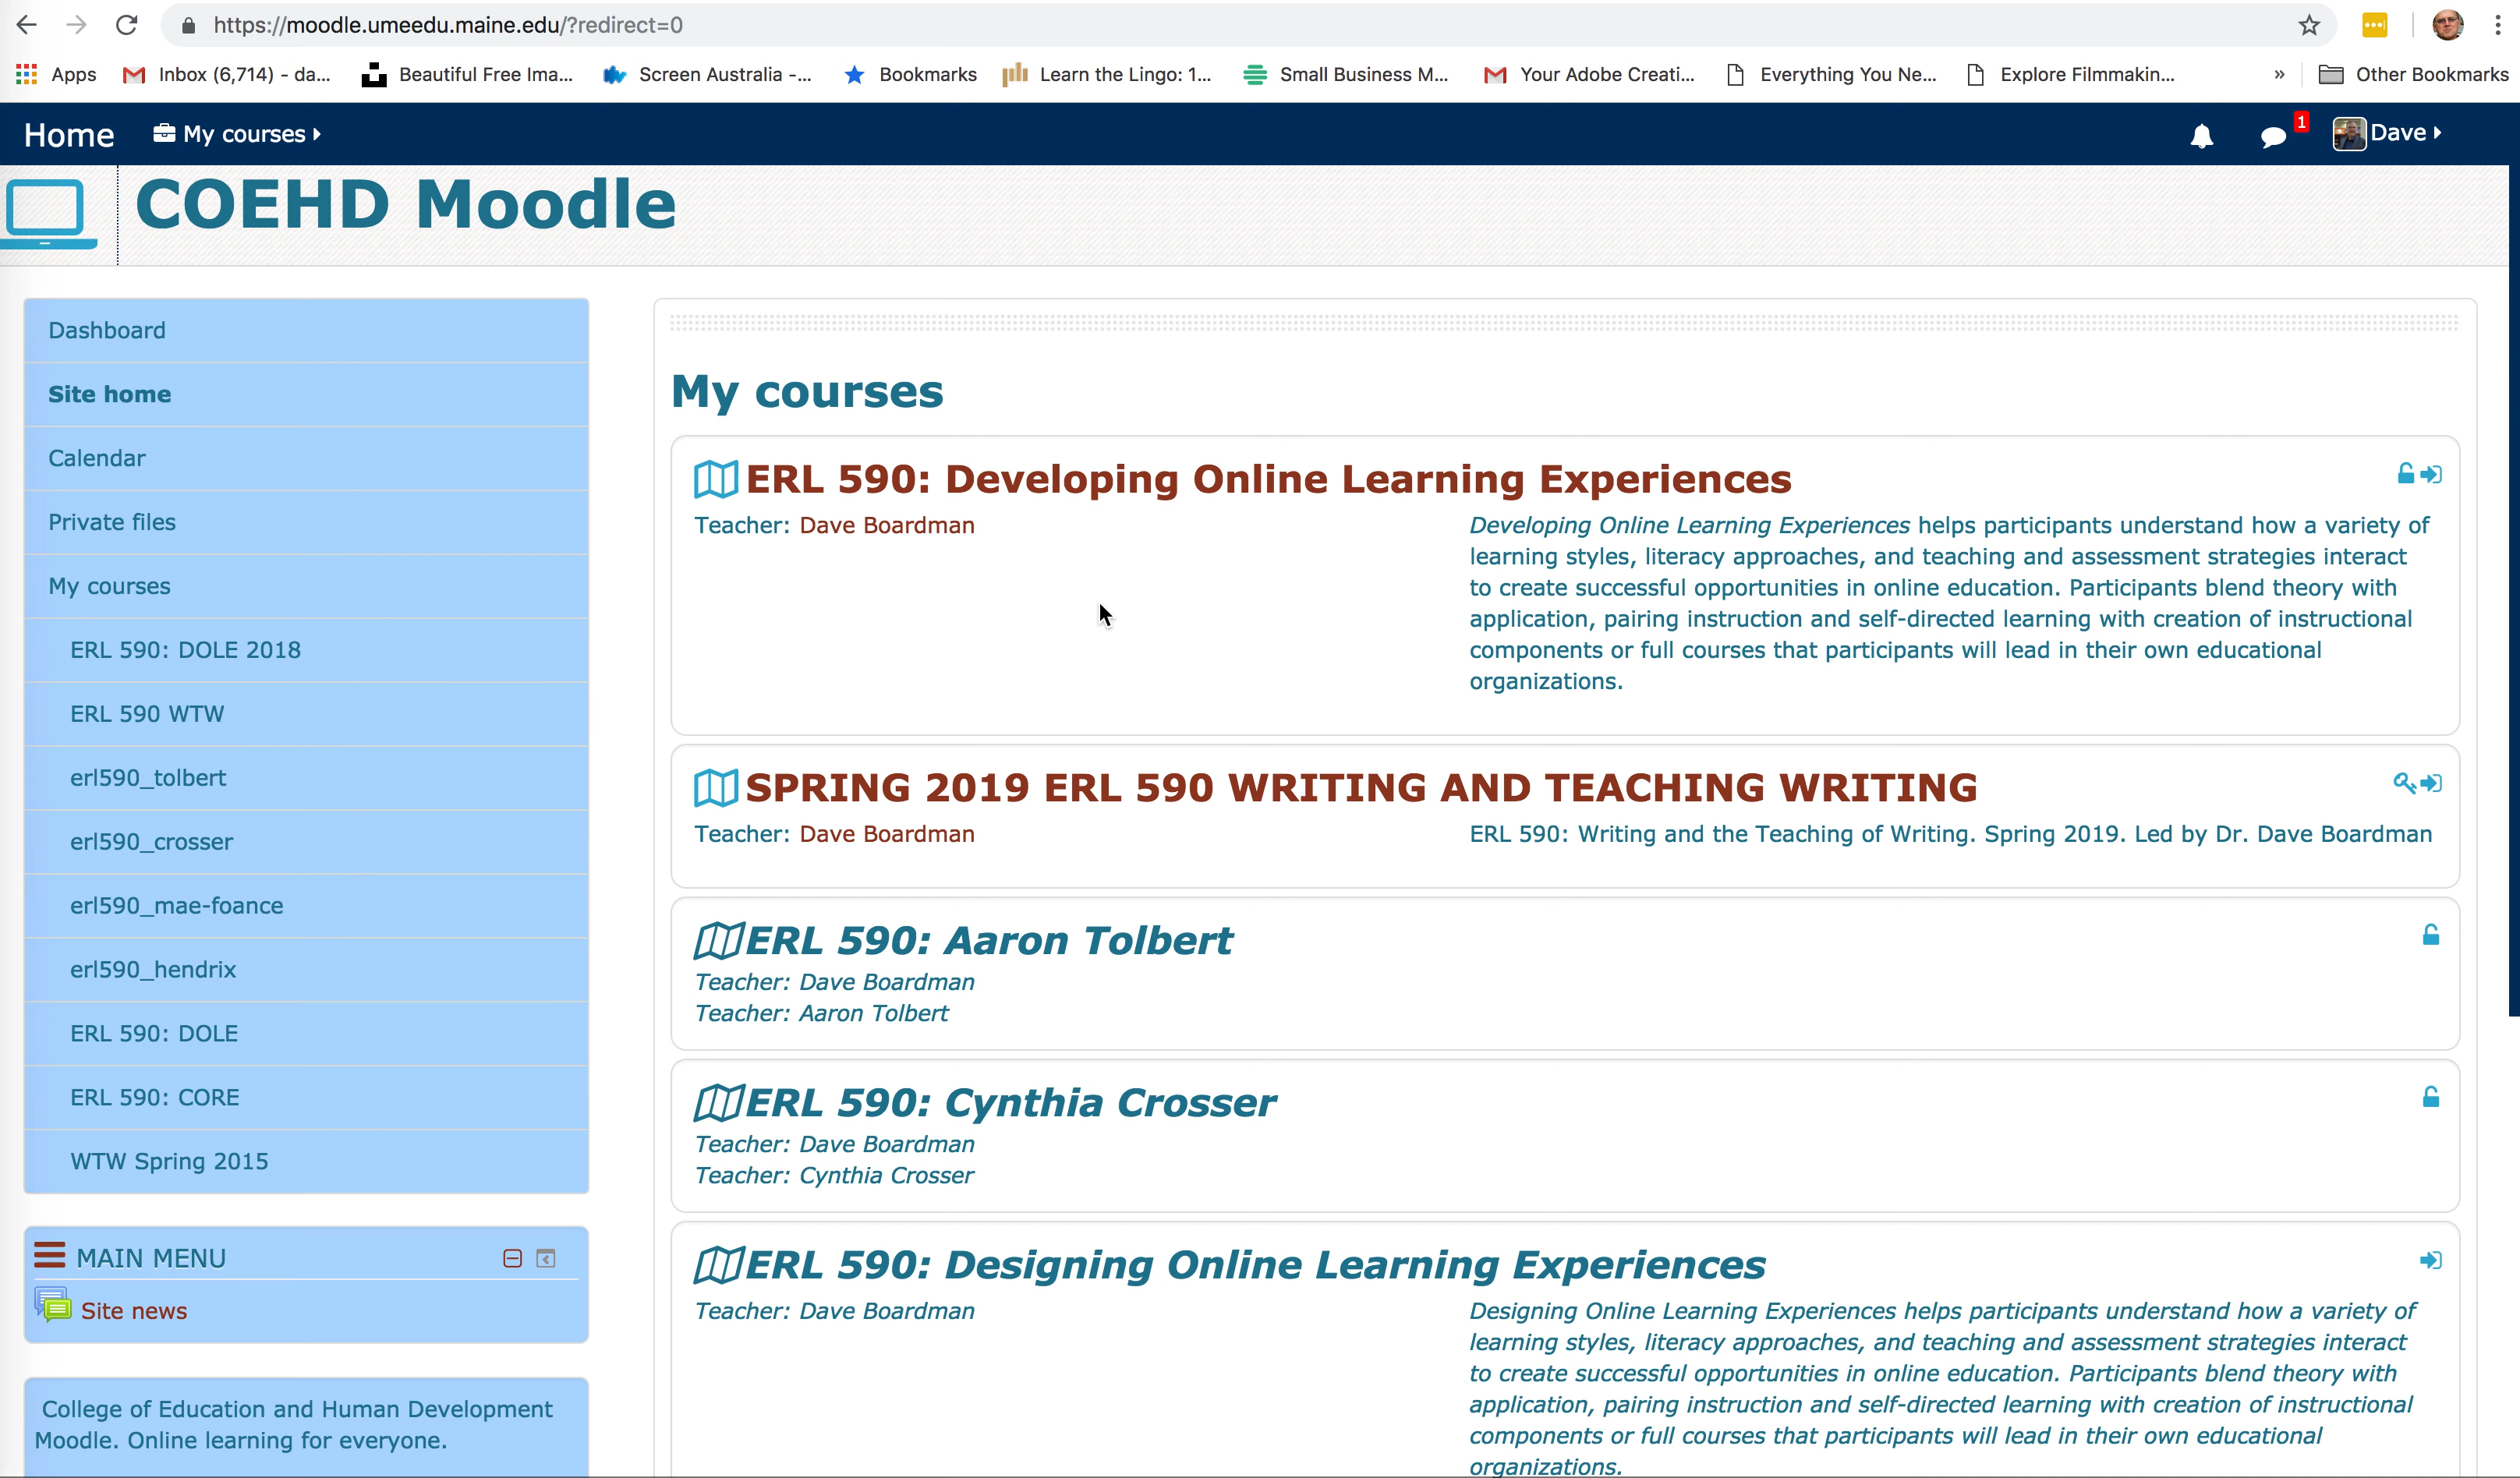 https://moodle.umeedu.maine.edu/?redirect=0
Apps
Inbox (6,714) - da...
Beautiful Free Ima...
Screen Australia -...
Bookmarks
Learn the Lingo: 1...
Small Business M...
Your Adobe Creati...
Everything You Ne...
Explore Filmmakin...
»
Other Bookmarks
Home
My courses
1
Dave
COEHD Moodle
Dashboard
Site home
Calendar
Private files
My courses
ERL 590: DOLE 2018
ERL 590 WTW
erl590_tolbert
erl590_crosser
erl590_mae-foance
erl590_hendrix
ERL 590: DOLE
ERL 590: CORE
WTW Spring 2015
MAIN MENU
Site news
College of Education and Human Development
Moodle. Online learning for everyone.
My courses
ERL 590: Developing Online Learning Experiences
Teacher: Dave Boardman
Developing Online Learning Experiences helps participants understand how a variety of
learning styles, literacy approaches, and teaching and assessment strategies interact
to create successful opportunities in online education. Participants blend theory with
application, pairing instruction and self-directed learning with creation of instructional
components or full courses that participants will lead in their own educational
organizations.
SPRING 2019 ERL 590 WRITING AND TEACHING WRITING
Teacher: Dave Boardman
ERL 590: Writing and the Teaching of Writing. Spring 2019. Led by Dr. Dave Boardman
ERL 590: Aaron Tolbert
Teacher: Dave Boardman
Teacher: Aaron Tolbert
ERL 590: Cynthia Crosser
Teacher: Dave Boardman
Teacher: Cynthia Crosser
ERL 590: Designing Online Learning Experiences
Teacher: Dave Boardman
Designing Online Learning Experiences helps participants understand how a variety of
learning styles, literacy approaches, and teaching and assessment strategies interact
to create successful opportunities in online education. Participants blend theory with
application, pairing instruction and self-directed learning with creation of instructional
components or full courses that participants will lead in their own educational
organizations.